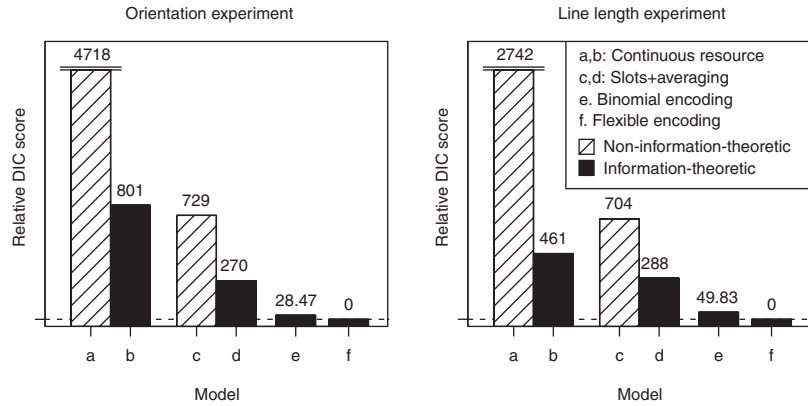 Orientation experiment
4718
801
729
270
28.47
0
Relative DIC score
a b c d e f
Model
Line length experiment
2742
461
704
288
49.83
0
a,b: Continuous resource
c,d: Slots+averaging
e. Binomial encoding
f. Flexible encoding
Non-information-theoretic
Information-theoretic
Relative DIC score
a b c d e f
Model